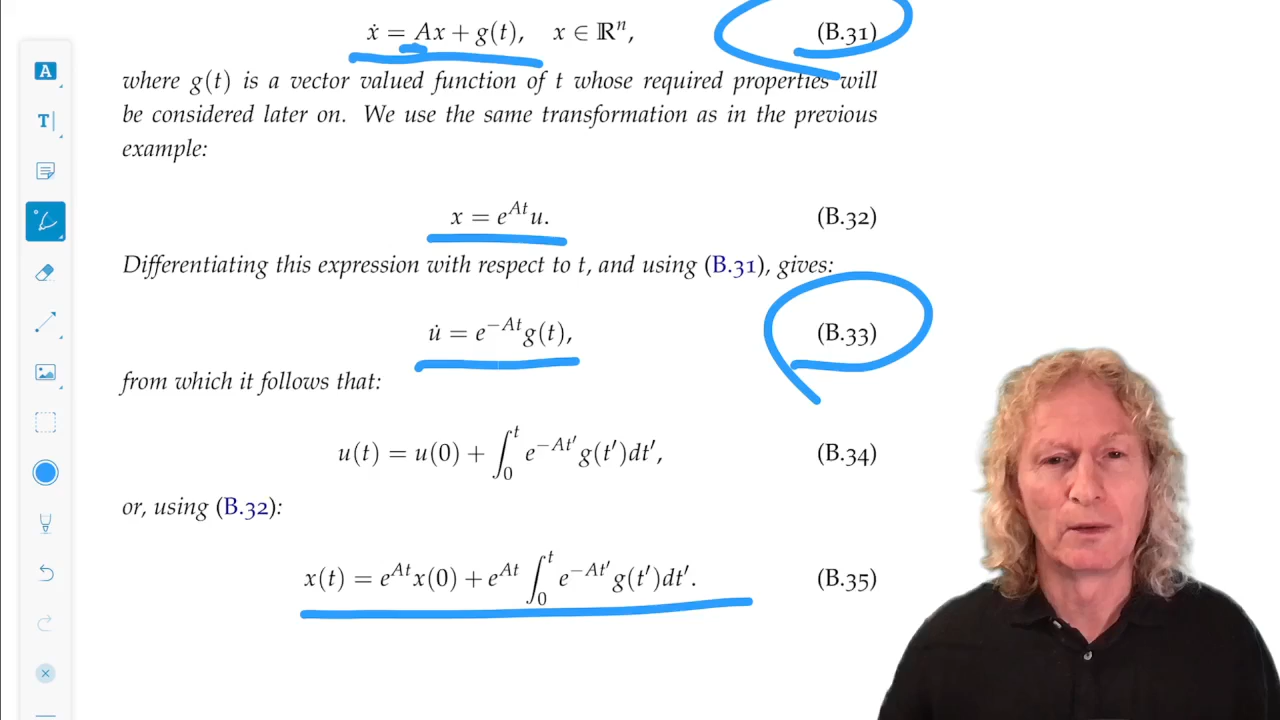 ẋ = Ax + g(t), x ∈ ℝⁿ, (B.31)
where g(t) is a vector valued function of t whose required properties will
be considered later on. We use the same transformation as in the previous
example:
x = e^{At}u. (B.32)
Differentiating this expression with respect to t, and using (B.31), gives:
u̇ = e^{−At}g(t), (B.33)
from which it follows that:
u(t) = u(0) + ∫₀ᵗ e^{−At′}g(t′)dt′, (B.34)
or, using (B.32):
x(t) = e^{At}x(0) + e^{At} ∫₀ᵗ e^{−At′}g(t′)dt′. (B.35)
A
T